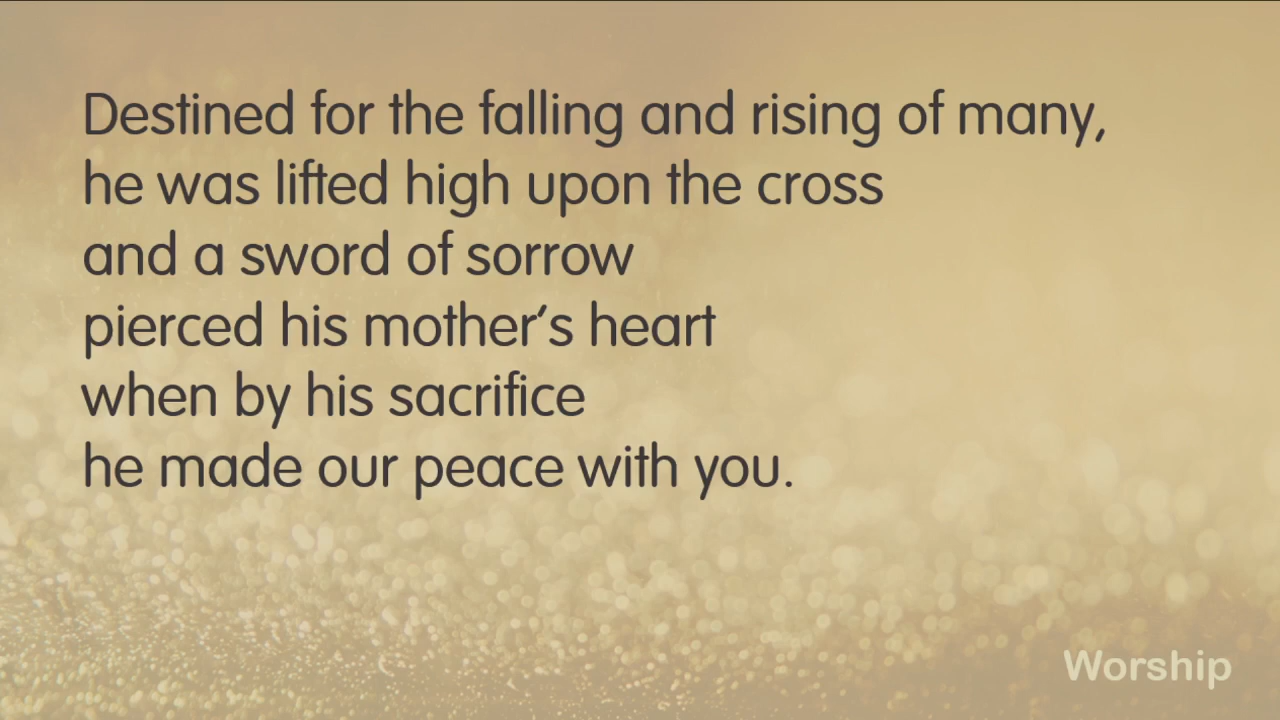 Destined for the falling and rising of many,
he was lifted high upon the cross
and a sword of sorrow
pierced his mother’s heart
when by his sacrifice
he made our peace with you.
Worship